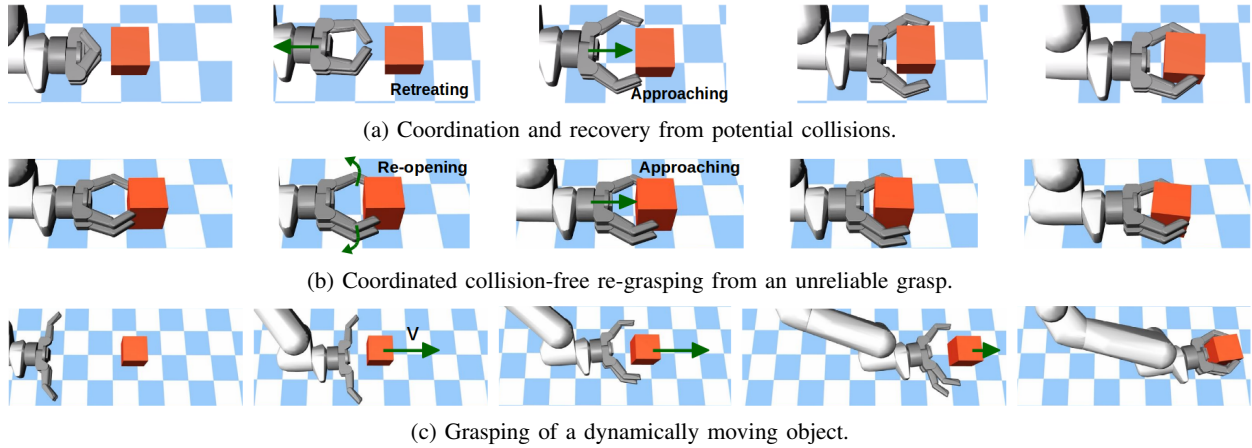 Retreating
Approaching
(a) Coordination and recovery from potential collisions.
Re-opening
Approaching
(b) Coordinated collision-free re-grasping from an unreliable grasp.
V
(c) Grasping of a dynamically moving object.